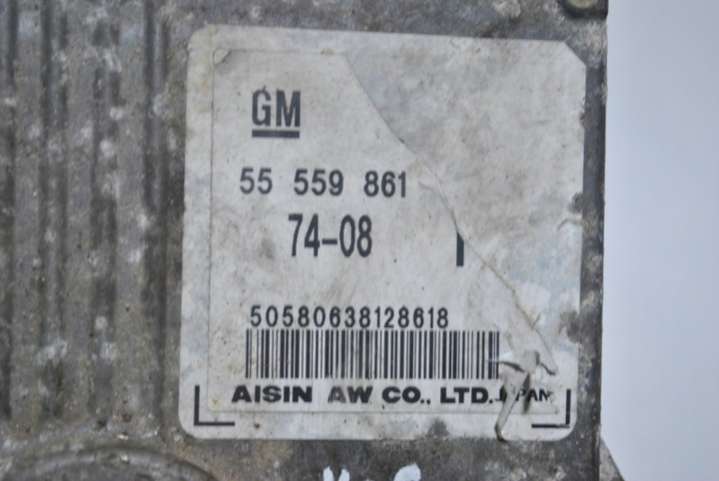 GM
55 559 861
74-08
50580638128618
AISIN AW CO., LTD.